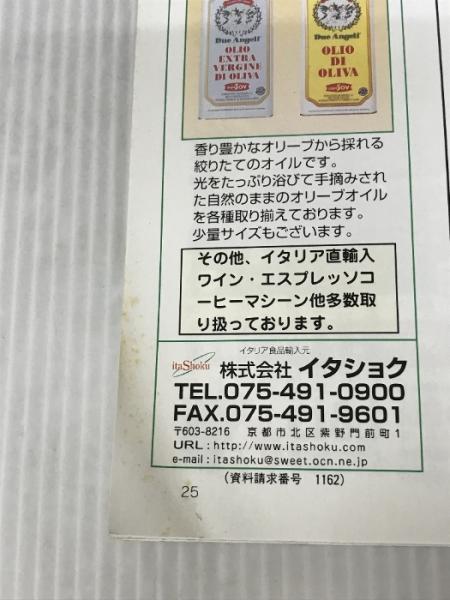 Due Angeli
OLIO
EXTRA
VERGINE
DI OLIVA
JOV
Due Angeli
OLIO
DI
OLIVA
JOV
香り豊かなオリーブから採れる
絞りたてのオイルです。
光をたっぷり浴びて手摘みされ
た自然のままのオリーブオイル
を各種取り揃えております。
少量サイズもございます。
その他、イタリア直輸入
ワイン・エスプレッソコ
ーヒーマシーン他多数取
り扱っております。
イタリア食品輸入元
itaShoku 株式会社 イタショク
TEL.075-491-0900
FAX.075-491-9601
〒603-8216 京都市北区紫野門前町1
URL:http://www.itashoku.com
e-mail:itashoku@sweet.ocn.ne.jp
(資料請求番号 1162)
25